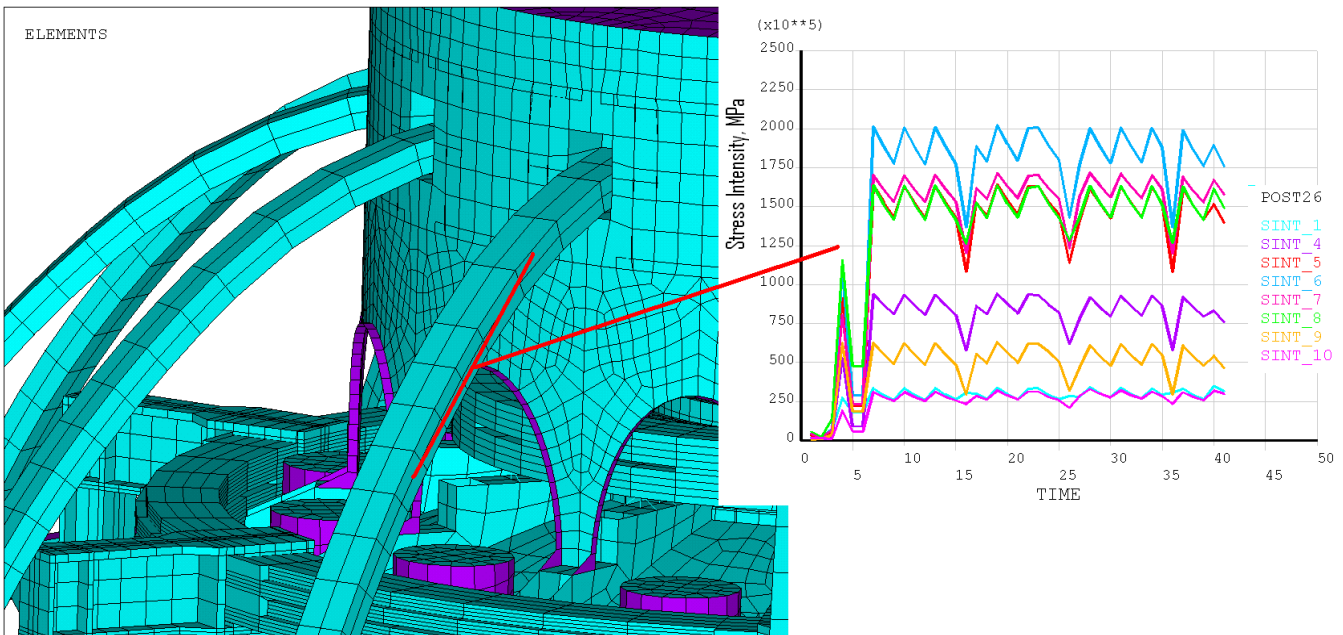 ELEMENTS
(x10**5)
Stress Intensity, MPa
2500
2250
2000
1750
1500
1250
1000
750
500
250
0
0
5
10
15
20
25
30
35
40
45
50
TIME
POST26
SINT_1
SINT_4
SINT_5
SINT_6
SINT_7
SINT_8
SINT_9
SINT_10